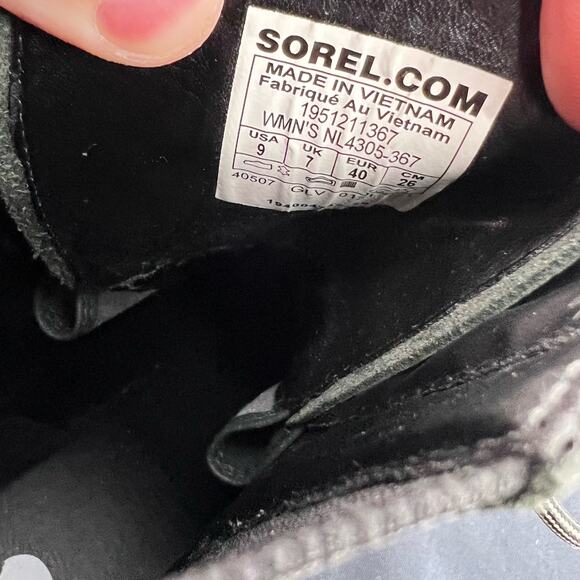 SOREL.COM
MADE IN VIETNAM
Fabriqué Au Vietnam
1951211367
WMN'S NL4305-367
USA UK EUR CM
9 7 40 26
40507 GLV